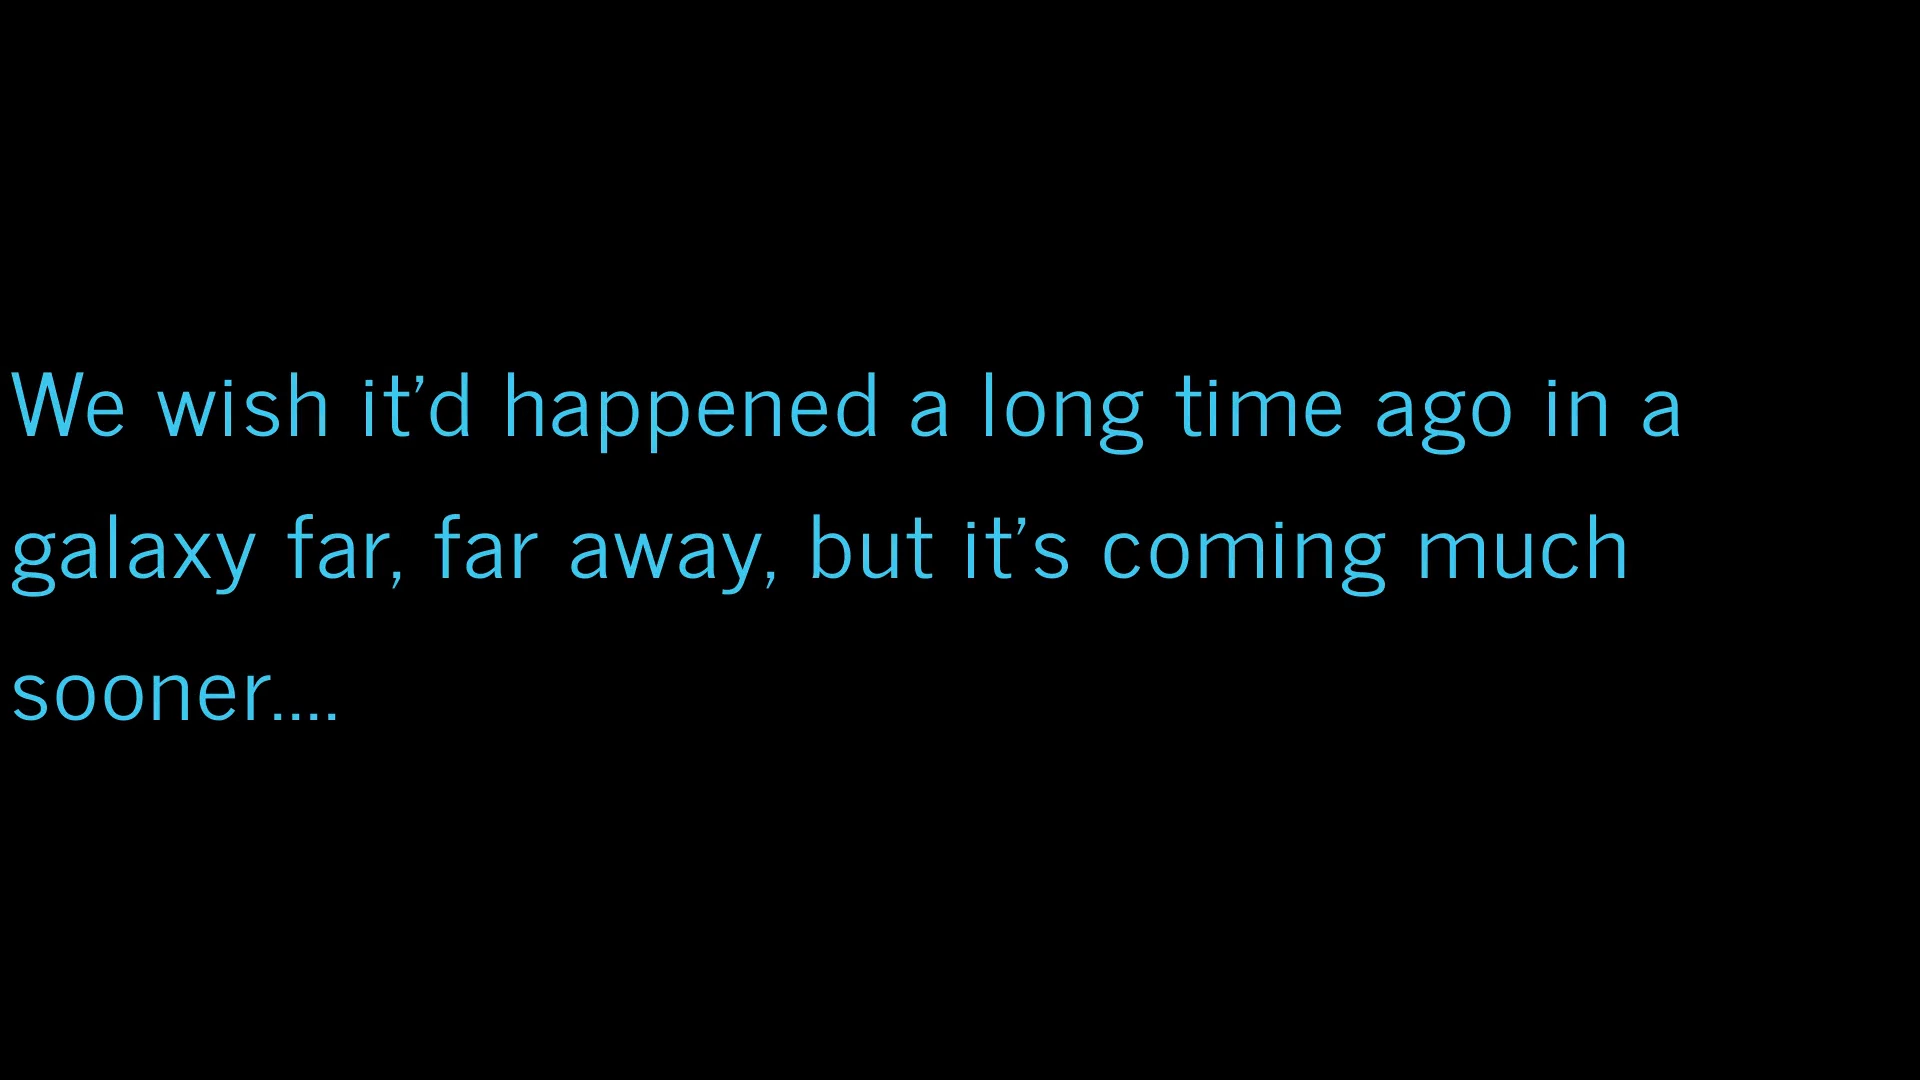 We wish it’d happened a long time ago in a
galaxy far, far away, but it’s coming much
sooner....